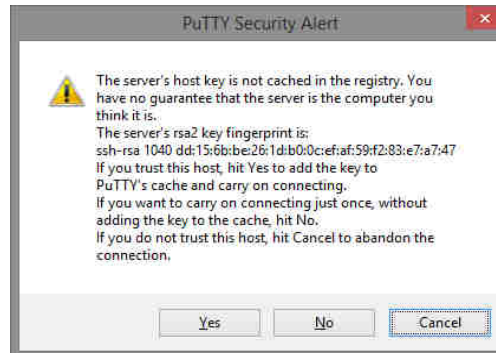 PuTTY Security Alert
The server's host key is not cached in the registry. You
have no guarantee that the server is the computer you
think it is.
The server's rsa2 key fingerprint is:
ssh-rsa 1040 dd:15:6b:be:26:1d:b0:0c:ef:af:59:f2:83:e7:a7:47
If you trust this host, hit Yes to add the key to
PuTTY's cache and carry on connecting.
If you want to carry on connecting just once, without
adding the key to the cache, hit No.
If you do not trust this host, hit Cancel to abandon the
connection.
Yes No Cancel